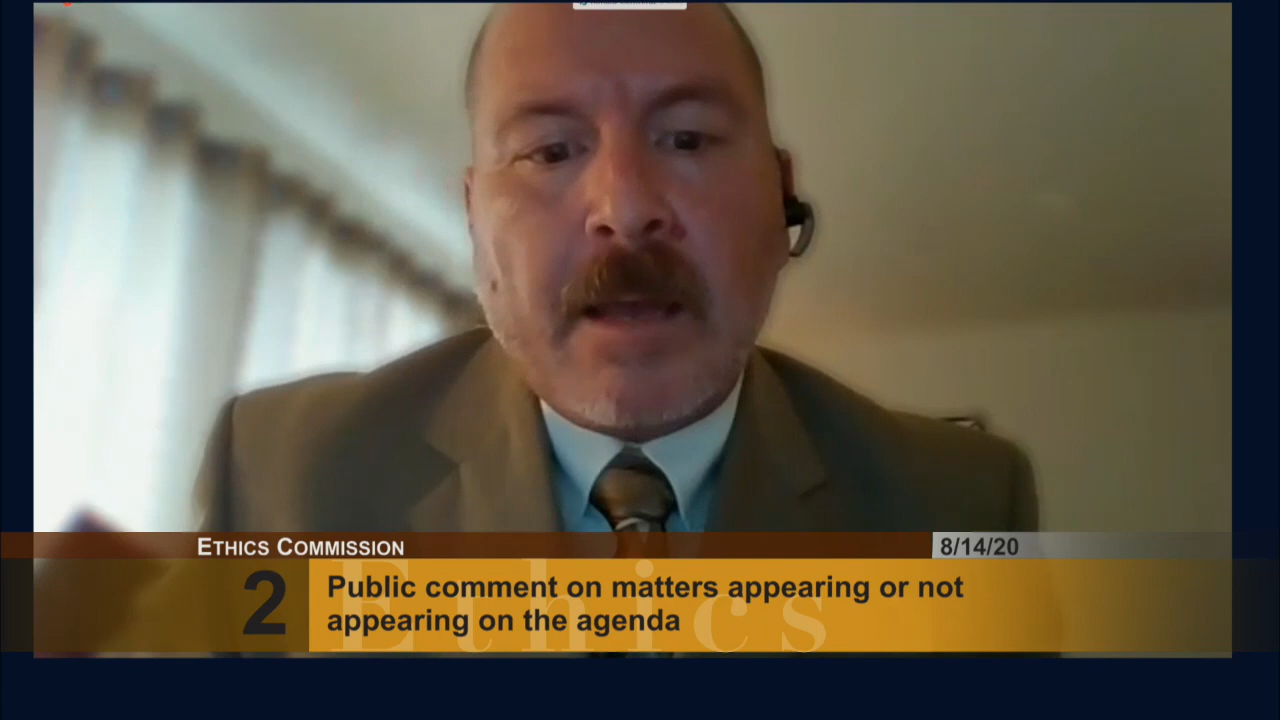 ETHICS COMMISSION
8/14/20
2
Public comment on matters appearing or not
appearing on the agenda
Ethics